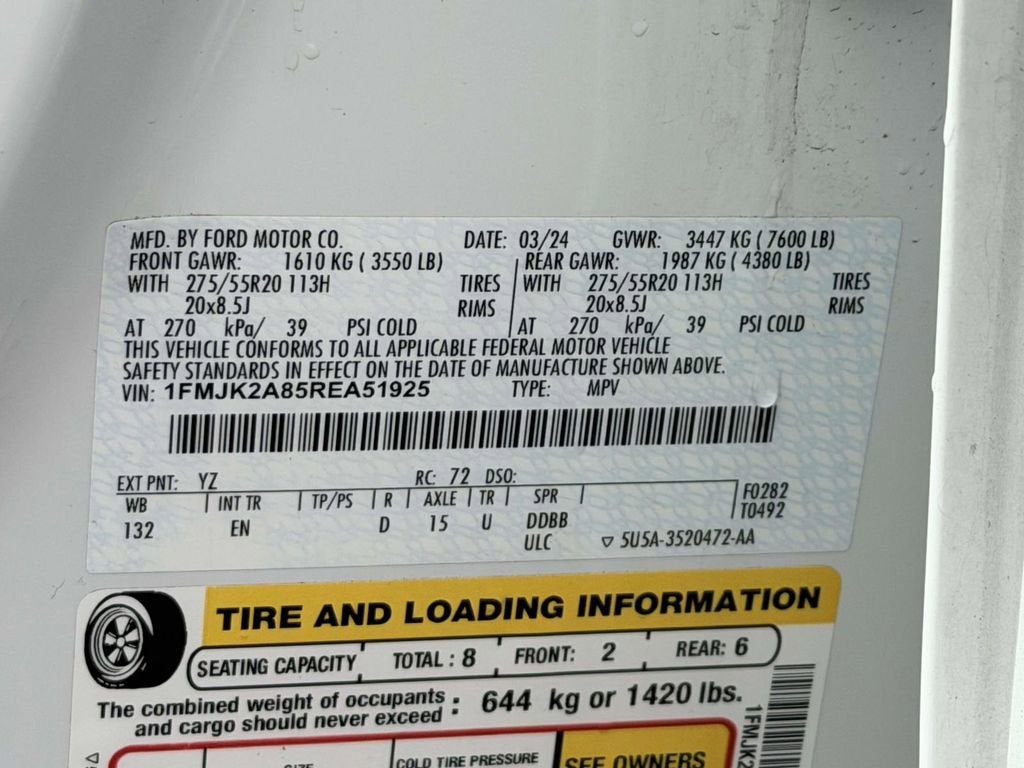 MFD. BY FORD MOTOR CO. DATE: 03/24 GVWR: 3447 KG ( 7600 LB)
FRONT GAWR: 1610 KG ( 3550 LB) REAR GAWR: 1987 KG ( 4380 LB)
WITH 275/55R20 113H TIRES WITH 275/55R20 113H TIRES
20x8.5J RIMS 20x8.5J RIMS
AT 270 kPa/ 39 PSI COLD AT 270 kPa/ 39 PSI COLD
THIS VEHICLE CONFORMS TO ALL APPLICABLE FEDERAL MOTOR VEHICLE
SAFETY STANDARDS IN EFFECT ON THE DATE OF MANUFACTURE SHOWN ABOVE.
VIN: 1FMJK2A85REA51925 TYPE: MPV
EXT PNT: YZ RC: 72 DSO:
WB INT TR TP/PS R AXLE TR SPR F0282
132 EN D 15 U DDBB T0492
ULC ▽ 5U5A-3520472-AA
TIRE AND LOADING INFORMATION
SEATING CAPACITY TOTAL : 8 FRONT: 2 REAR: 6
The combined weight of occupants
and cargo should never exceed : 644 kg or 1420 lbs.
COLD TIRE PRESSURE
SEE OWNERS
1FMJK2